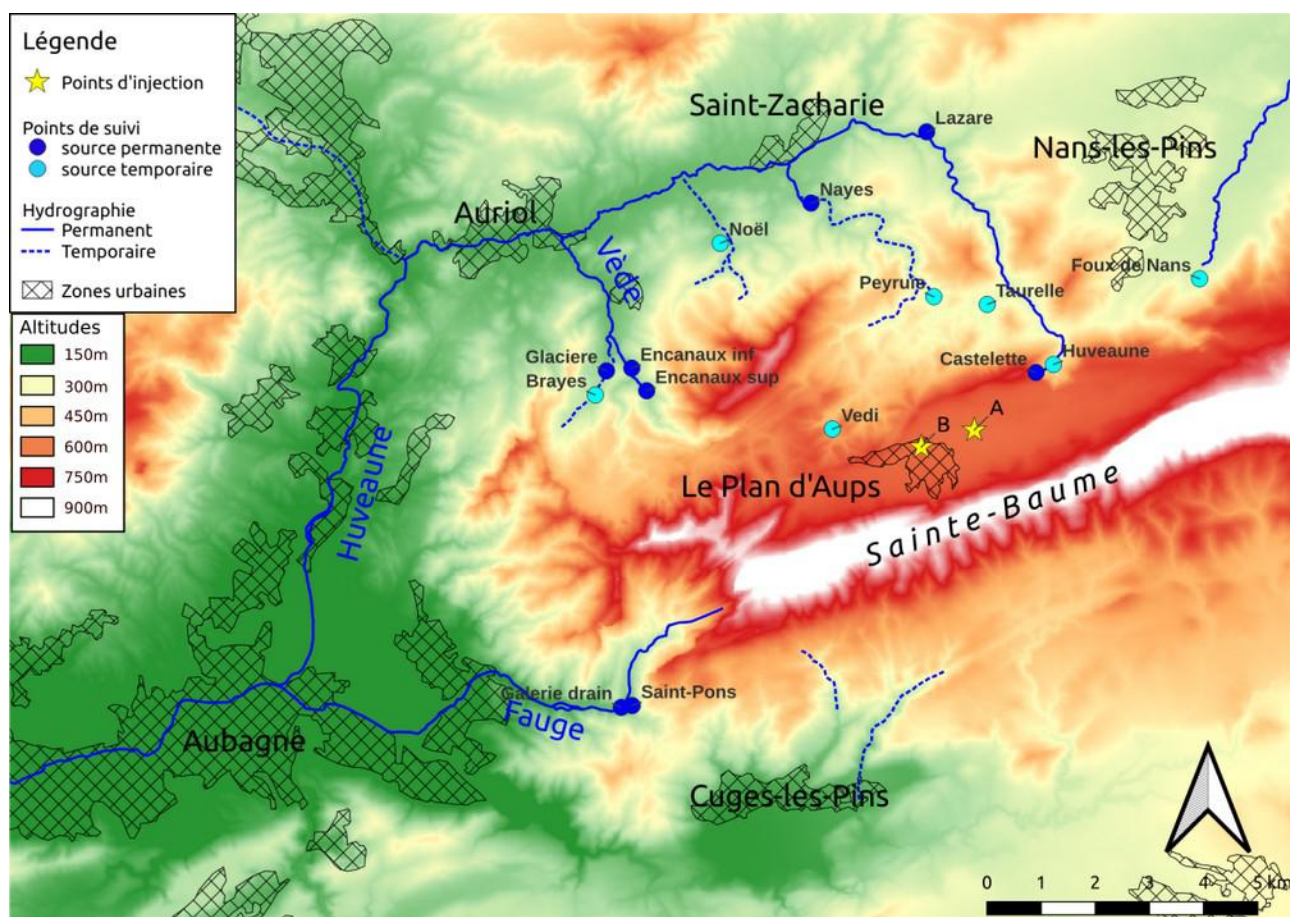 Légende
Points d'injection
Points de suivi
source permanente
source temporaire
Hydrographie
Permanent
Temporaire
Zones urbaines
Altitudes
150m
300m
450m
600m
750m
900m
Saint-Zacharie
Lazare
Nans-les-Pins
Nayes
Auriol
Noël
Vède
Foux de Nans
Peyruis
Taurelle
Huveaune
Castelette
Glaciere
Encanaux inf
Brayes
Encanaux sup
Vedi
A
B
Le Plan d'Aups
Sainte-Baume
Huveaune
Galerie drain
Saint-Pons
Fauge
Aubagne
Cuges-les-Pins
0 1 2 3 4 5 km